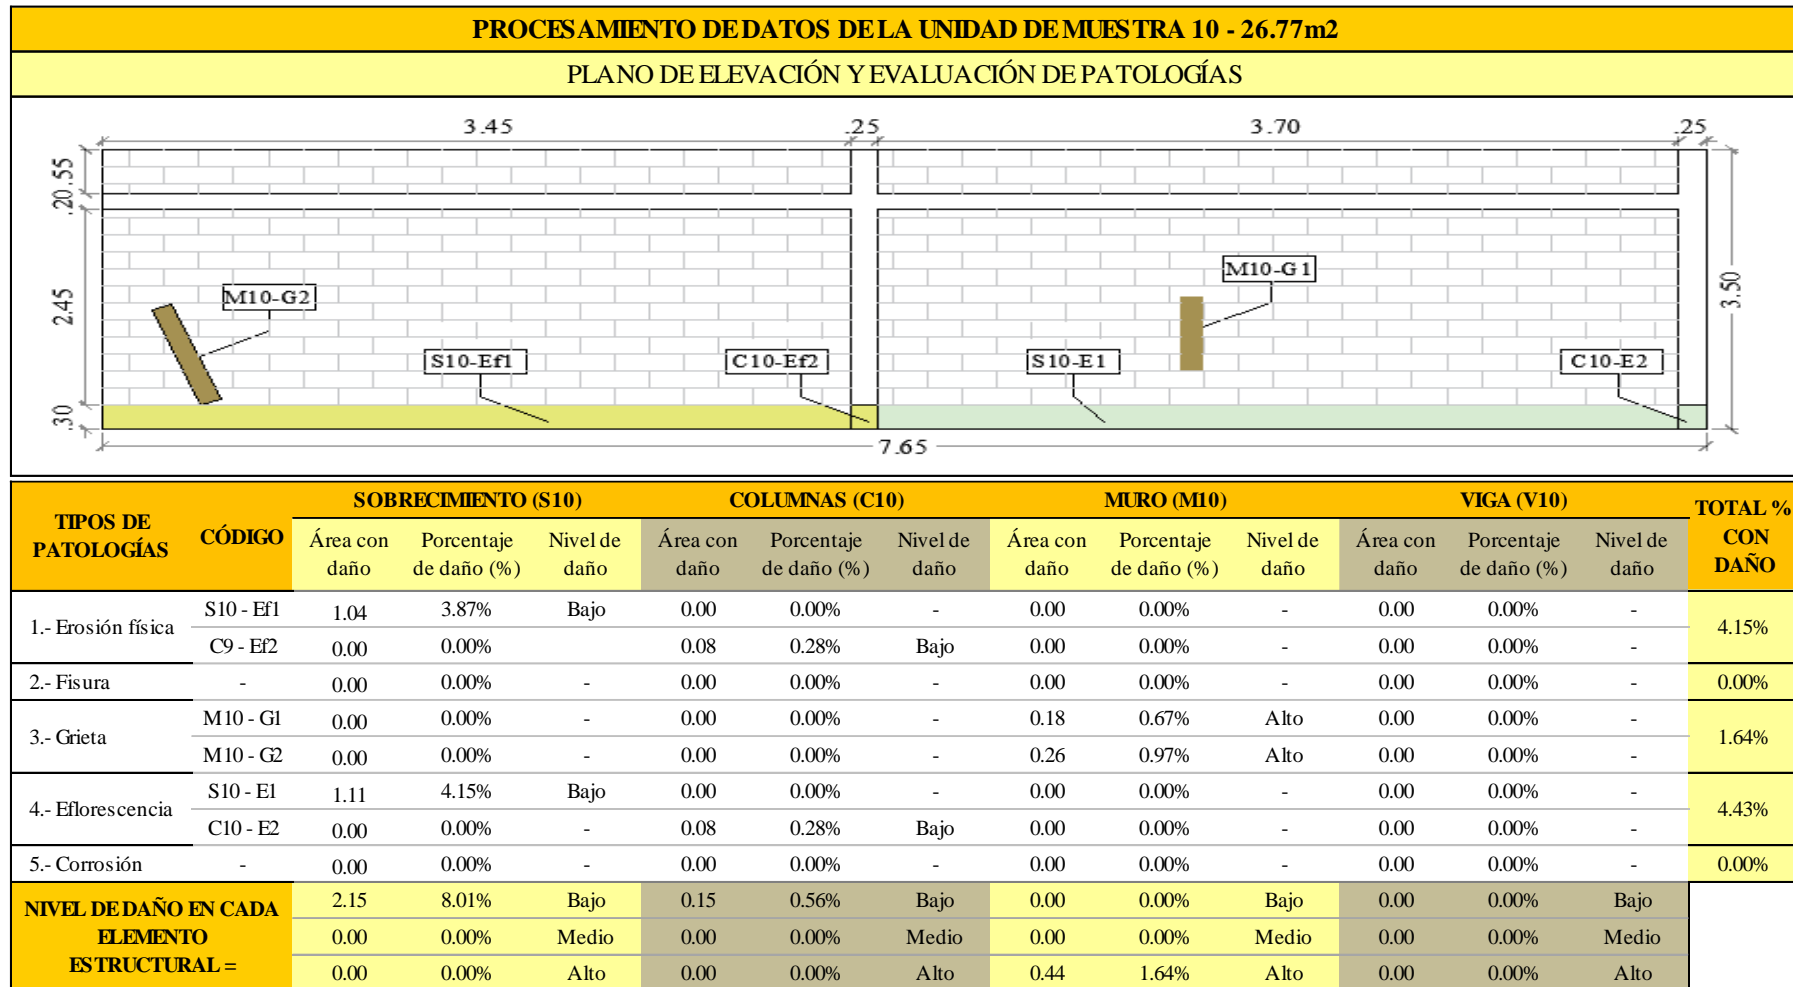 PROCESAMIENTO DE DATOS DE LA UNIDAD DE MUESTRA 10 - 26.77m2
PLANO DE ELEVACIÓN Y EVALUACIÓN DE PATOLOGÍAS
3.45 .25 3.70 .25
.55
.20
2.45
.30
3.50
M10-G2
M10-G1
S10-Ef1
C10-Ef2
S10-E1
C10-E2
7.65
TIPOS DE PATOLOGÍAS CÓDIGO SOBRECIMIENTO (S10) COLUMNAS (C10) MURO (M10) VIGA (V10) TOTAL % CON DAÑO
Área con daño Porcentaje de daño (%) Nivel de daño Área con daño Porcentaje de daño (%) Nivel de daño Área con daño Porcentaje de daño (%) Nivel de daño Área con daño Porcentaje de daño (%) Nivel de daño
1.- Erosión física S10 - Ef1 1.04 3.87% Bajo 0.00 0.00% - 0.00 0.00% - 0.00 0.00% - 4.15%
C9 - Ef2 0.00 0.00% 0.08 0.28% Bajo 0.00 0.00% - 0.00 0.00% -
2.- Fisura - 0.00 0.00% - 0.00 0.00% - 0.00 0.00% - 0.00 0.00% - 0.00%
3.- Grieta M10 - G1 0.00 0.00% - 0.00 0.00% - 0.18 0.67% Alto 0.00 0.00% - 1.64%
M10 - G2 0.00 0.00% - 0.00 0.00% - 0.26 0.97% Alto 0.00 0.00% -
4.- Eflorescencia S10 - E1 1.11 4.15% Bajo 0.00 0.00% - 0.00 0.00% - 0.00 0.00% - 4.43%
C10 - E2 0.00 0.00% - 0.08 0.28% Bajo 0.00 0.00% - 0.00 0.00% -
5.- Corrosión - 0.00 0.00% - 0.00 0.00% - 0.00 0.00% - 0.00 0.00% - 0.00%
NIVEL DE DAÑO EN CADA ELEMENTO ESTRUCTURAL = 2.15 8.01% Bajo 0.15 0.56% Bajo 0.00 0.00% Bajo 0.00 0.00% Bajo
0.00 0.00% Medio 0.00 0.00% Medio 0.00 0.00% Medio 0.00 0.00% Medio
0.00 0.00% Alto 0.00 0.00% Alto 0.44 1.64% Alto 0.00 0.00% Alto